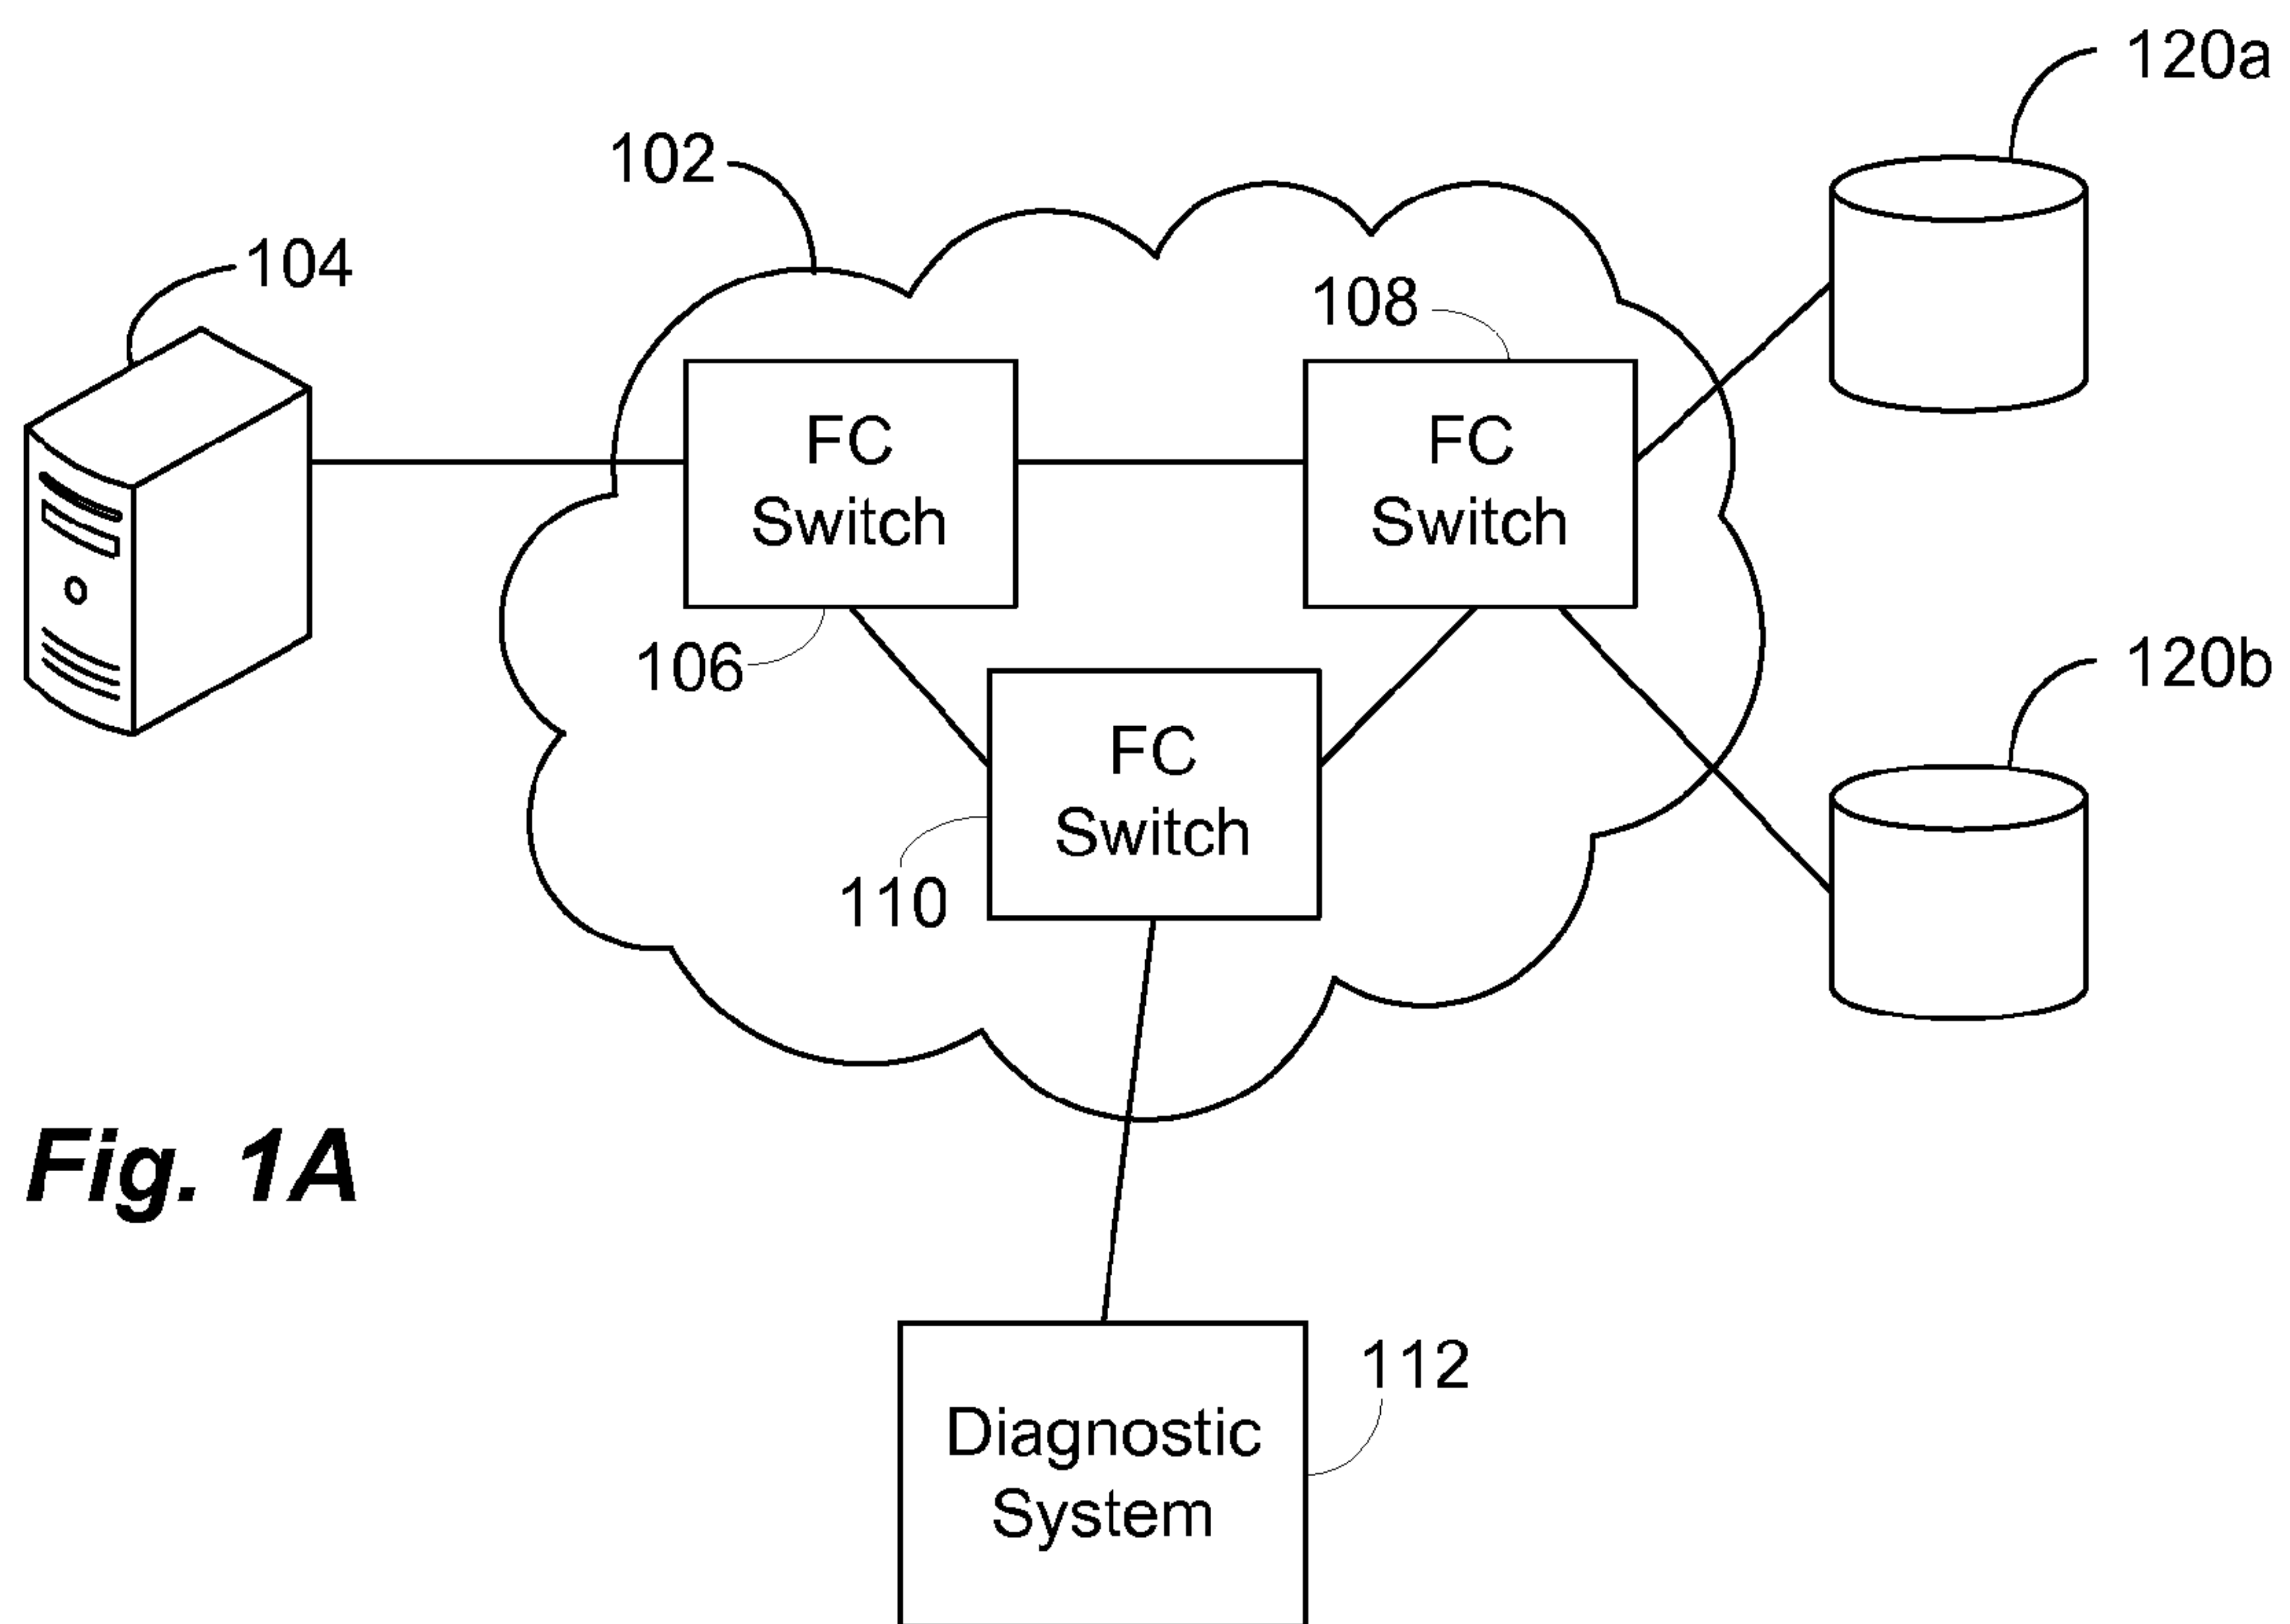 120a
102
104
108
FC
Switch
FC
Switch
106
120b
FC
Switch
110
Fig. 1A
112
Diagnostic
System